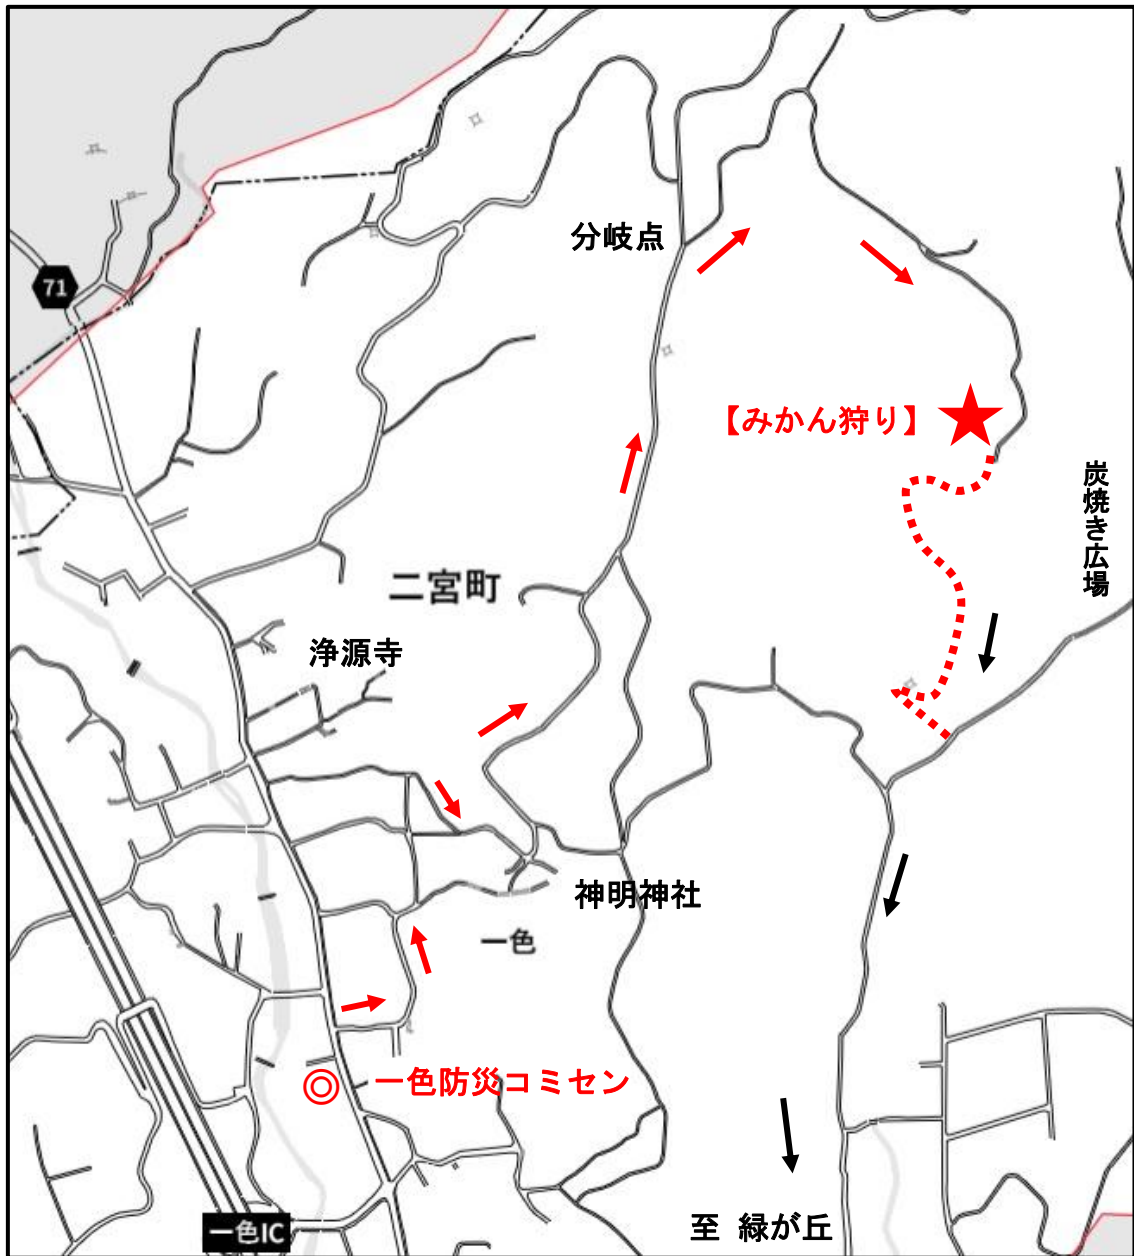 分岐点
71
【みかん狩り】
炭焼き広場
二宮町
浄源寺
神明神社
一色
一色防災コミセン
一色IC
至 緑が丘